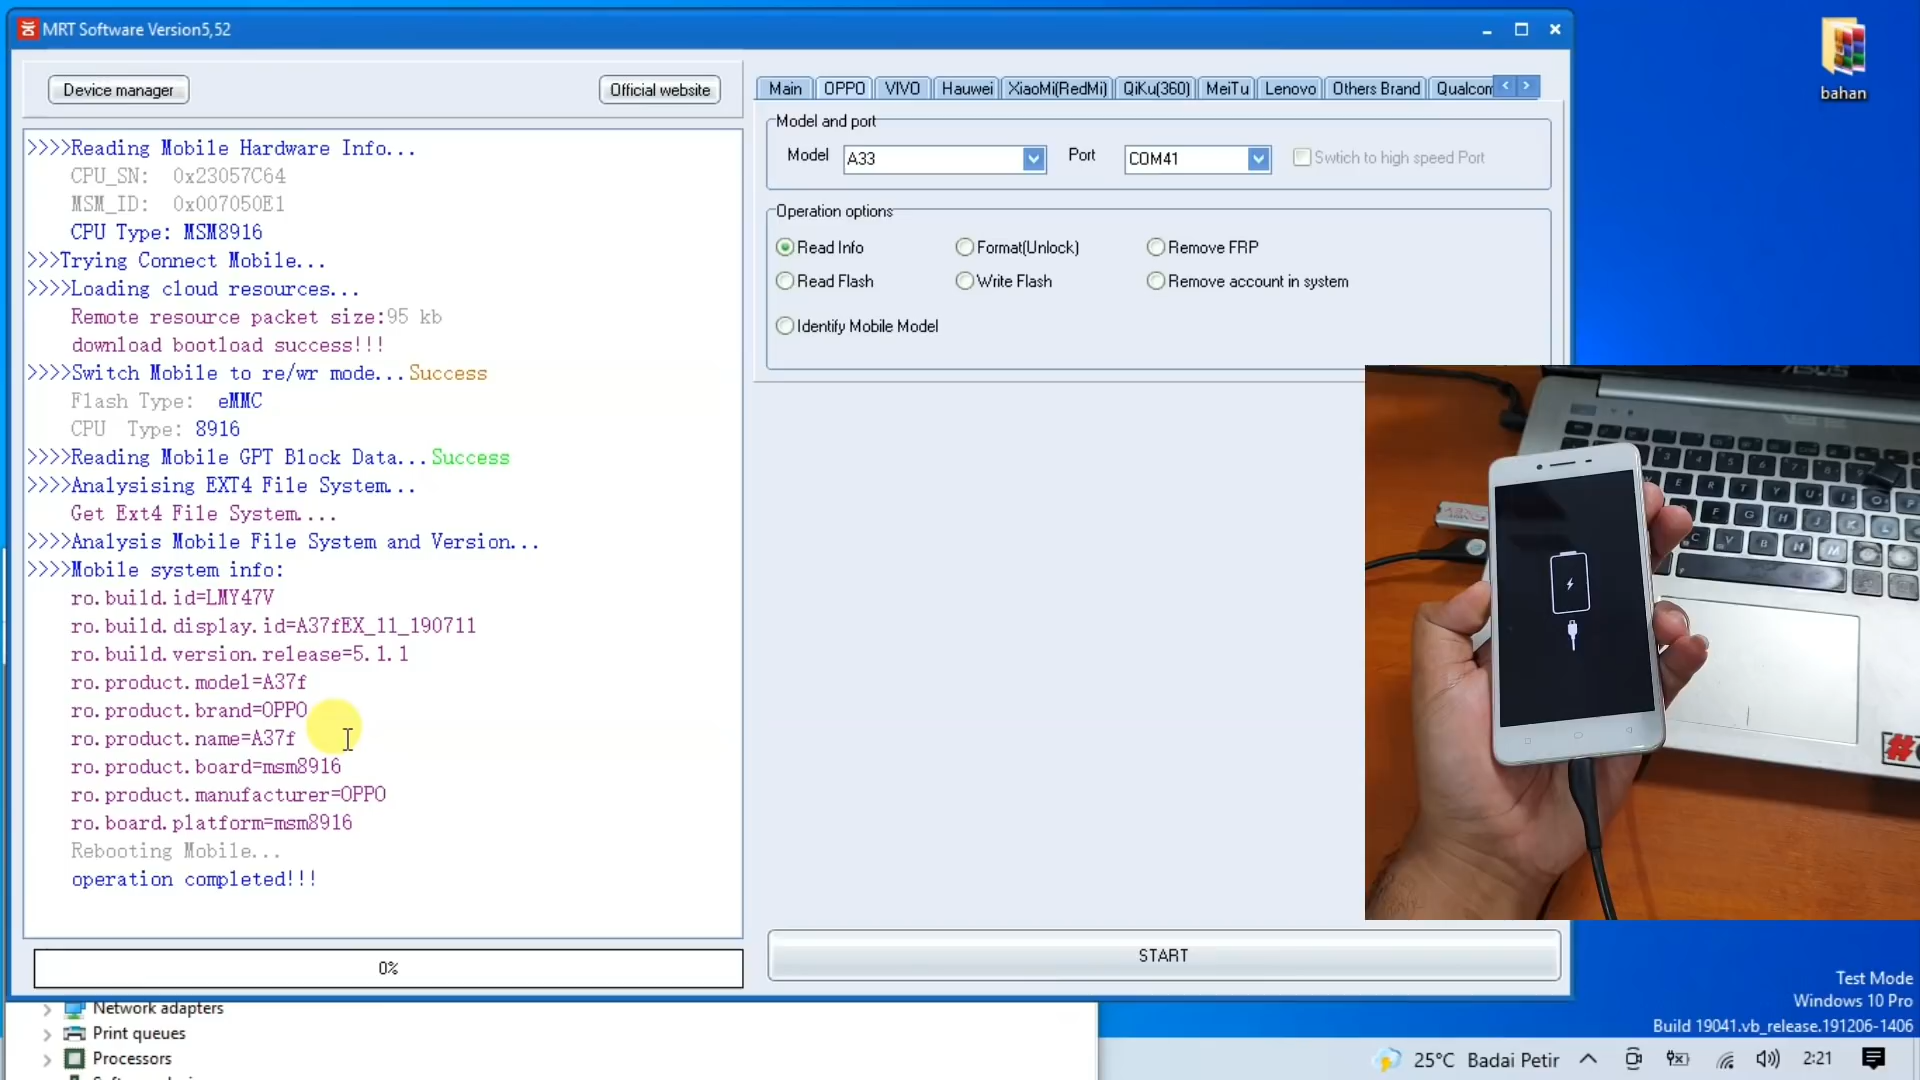 MRT Software Version5,52
bahan
Device manager
Official website
Main
OPPO
VIVO
Hauwei
XiaoMi(RedMi)
QiKu(360)
MeiTu
Lenovo
Others Brand
Qualcom
Model and port
Model
A33
Port
COM41
Swtich to high speed Port
Operation options
Read Info
Format(Unlock)
Remove FRP
Read Flash
Write Flash
Remove account in system
Identify Mobile Model
>>>>Reading Mobile Hardware Info...
CPU_SN: 0x23057C64
MSM_ID: 0x007050E1
CPU Type: MSM8916
>>>Trying Connect Mobile...
>>>>Loading cloud resources...
Remote resource packet size:95 kb
download bootload success!!!
>>>>Switch Mobile to re/wr mode...Success
Flash Type: eMMC
CPU Type: 8916
>>>>Reading Mobile GPT Block Data...Success
>>>>Analysising EXT4 File System...
Get Ext4 File System....
>>>>Analysis Mobile File System and Version...
>>>>Mobile system info:
ro.build.id=LMY47V
ro.build.display.id=A37fEX_11_190711
ro.build.version.release=5.1.1
ro.product.model=A37f
ro.product.brand=OPPO
ro.product.name=A37f
ro.product.board=msm8916
ro.product.manufacturer=OPPO
ro.board.platform=msm8916
Rebooting Mobile...
operation completed!!!
0%
START
ASUS
Network adapters
Print queues
Processors
Test Mode
Windows 10 Pro
Build 19041.vb_release.191206-1406
25°C Badai Petir
2:21